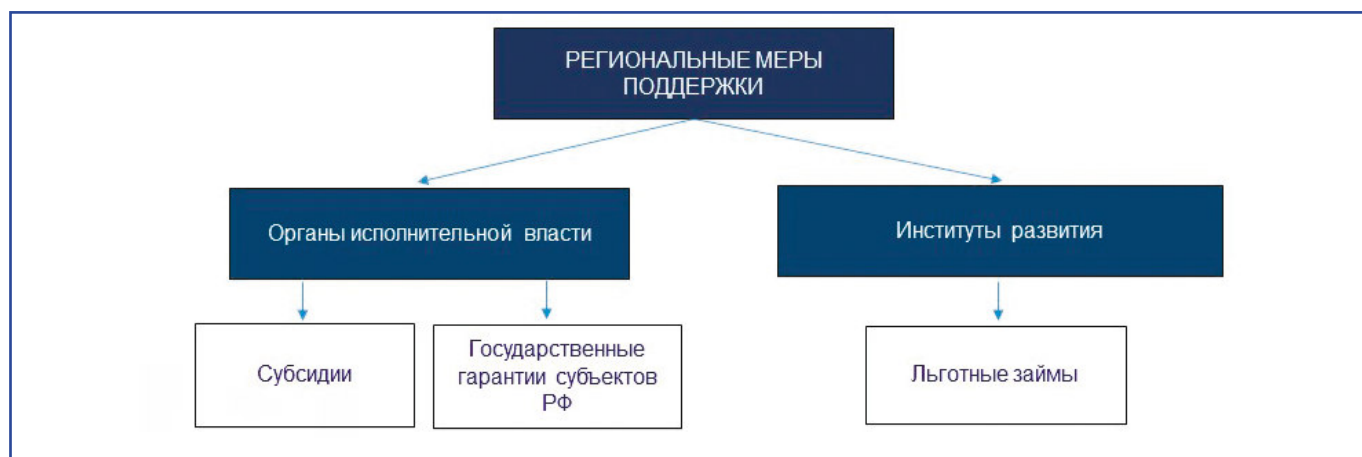 РЕГИОНАЛЬНЫЕ МЕРЫ
ПОДДЕРЖКИ
Органы исполнительной власти
Институты развития
Субсидии
Государственные
гарантии субъектов
РФ
Льготные займы